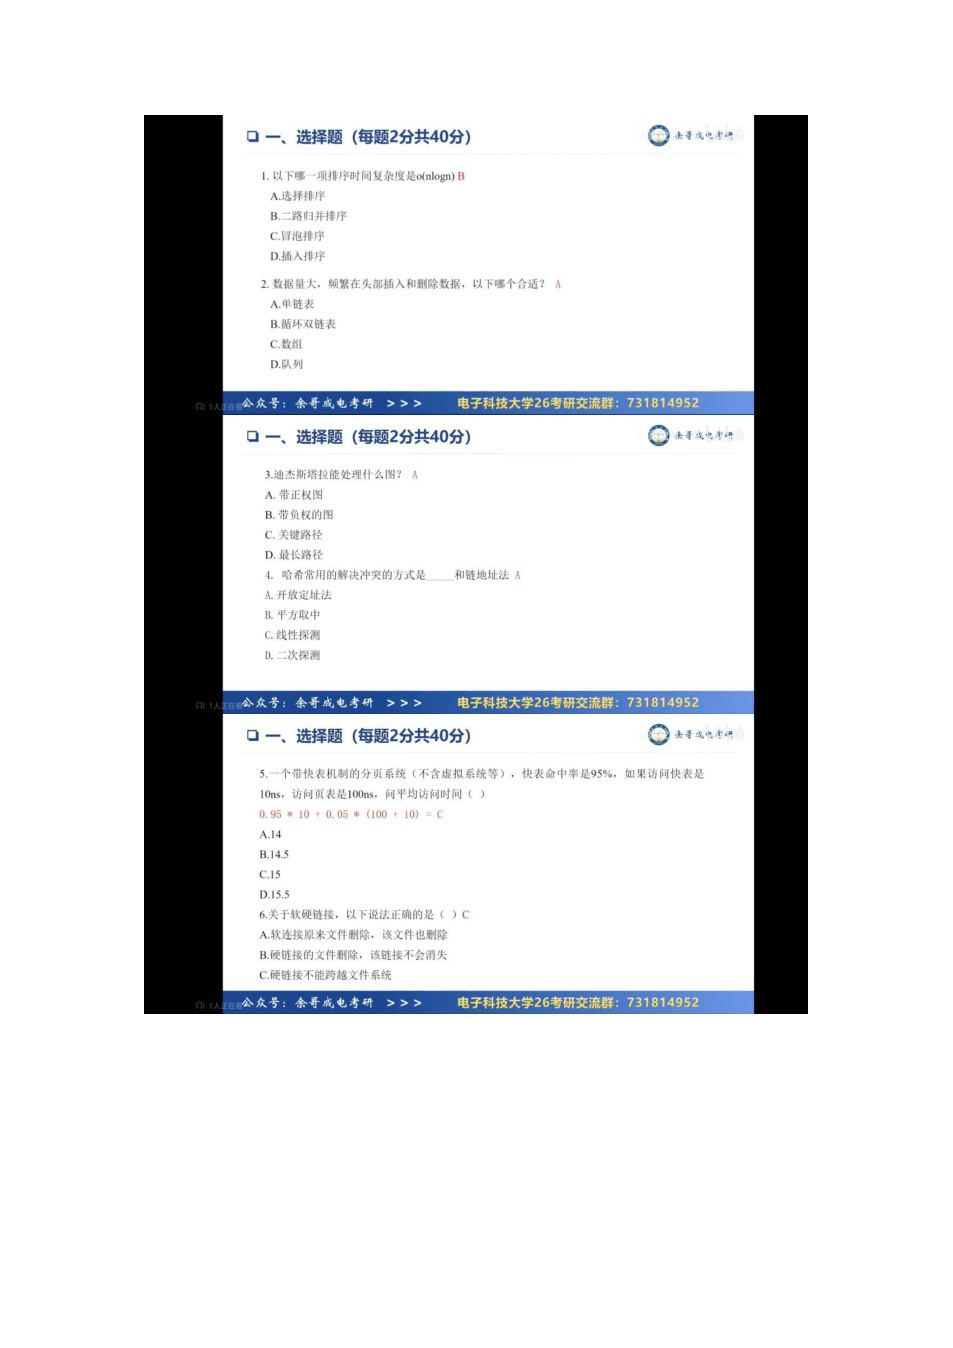 一、选择题（每题2分共40分）
余哥成电考研
1. 以下哪一项排序时间复杂度是o(nlogn) B
A.选择排序
B.二路归并排序
C.冒泡排序
D.插入排序
2. 数据量大，频繁在头部插入和删除数据，以下哪个合适？ A
A.单链表
B.循环双链表
C.数组
D.队列
1人正在看
公众号：余哥成电考研 >>> 电子科技大学26考研交流群：731814952
一、选择题（每题2分共40分）
余哥成电考研
3.迪杰斯塔拉能处理什么图？ A
A. 带正权图
B. 带负权的图
C. 关键路径
D. 最长路径
4. 哈希常用的解决冲突的方式是____和链地址法 A
A. 开放定址法
B. 平方取中
C. 线性探测
D. 二次探测
1人正在看
公众号：余哥成电考研 >>> 电子科技大学26考研交流群：731814952
一、选择题（每题2分共40分）
余哥成电考研
5.一个带快表机制的分页系统（不含虚拟系统等），快表命中率是95%，如果访问快表是
10ns，访问页表是100ns，问平均访问时间（ ）
0.95 * 10 + 0.05 * (100 + 10) = C
A.14
B.14.5
C.15
D.15.5
6.关于软硬链接，以下说法正确的是（ ）C
A.软连接原来文件删除，该文件也删除
B.硬链接的文件删除，该链接不会消失
C.硬链接不能跨越文件系统
1人正在看
公众号：余哥成电考研 >>> 电子科技大学26考研交流群：731814952